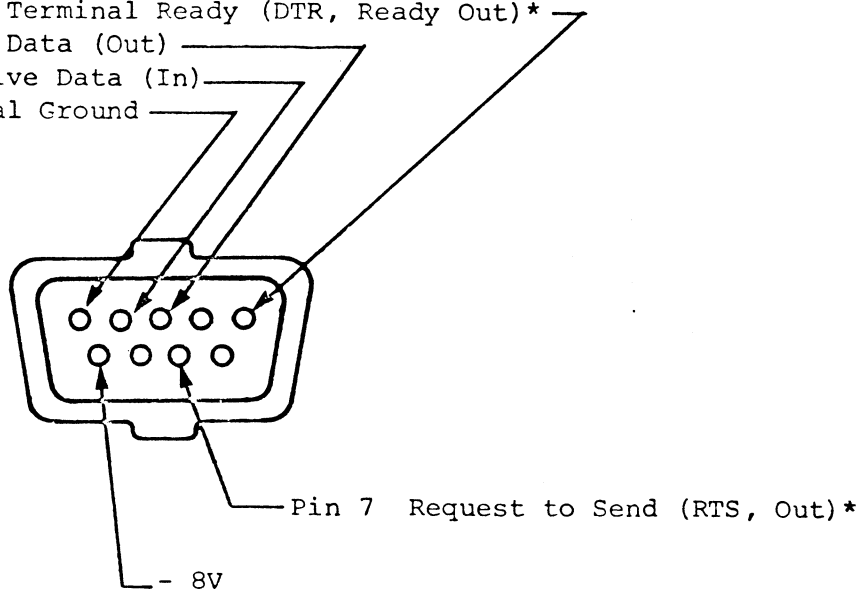 Terminal Ready (DTR, Ready Out)*
Data (Out)
ve Data (In)
al Ground
Pin 7 Request to Send (RTS, Out)*
- 8V